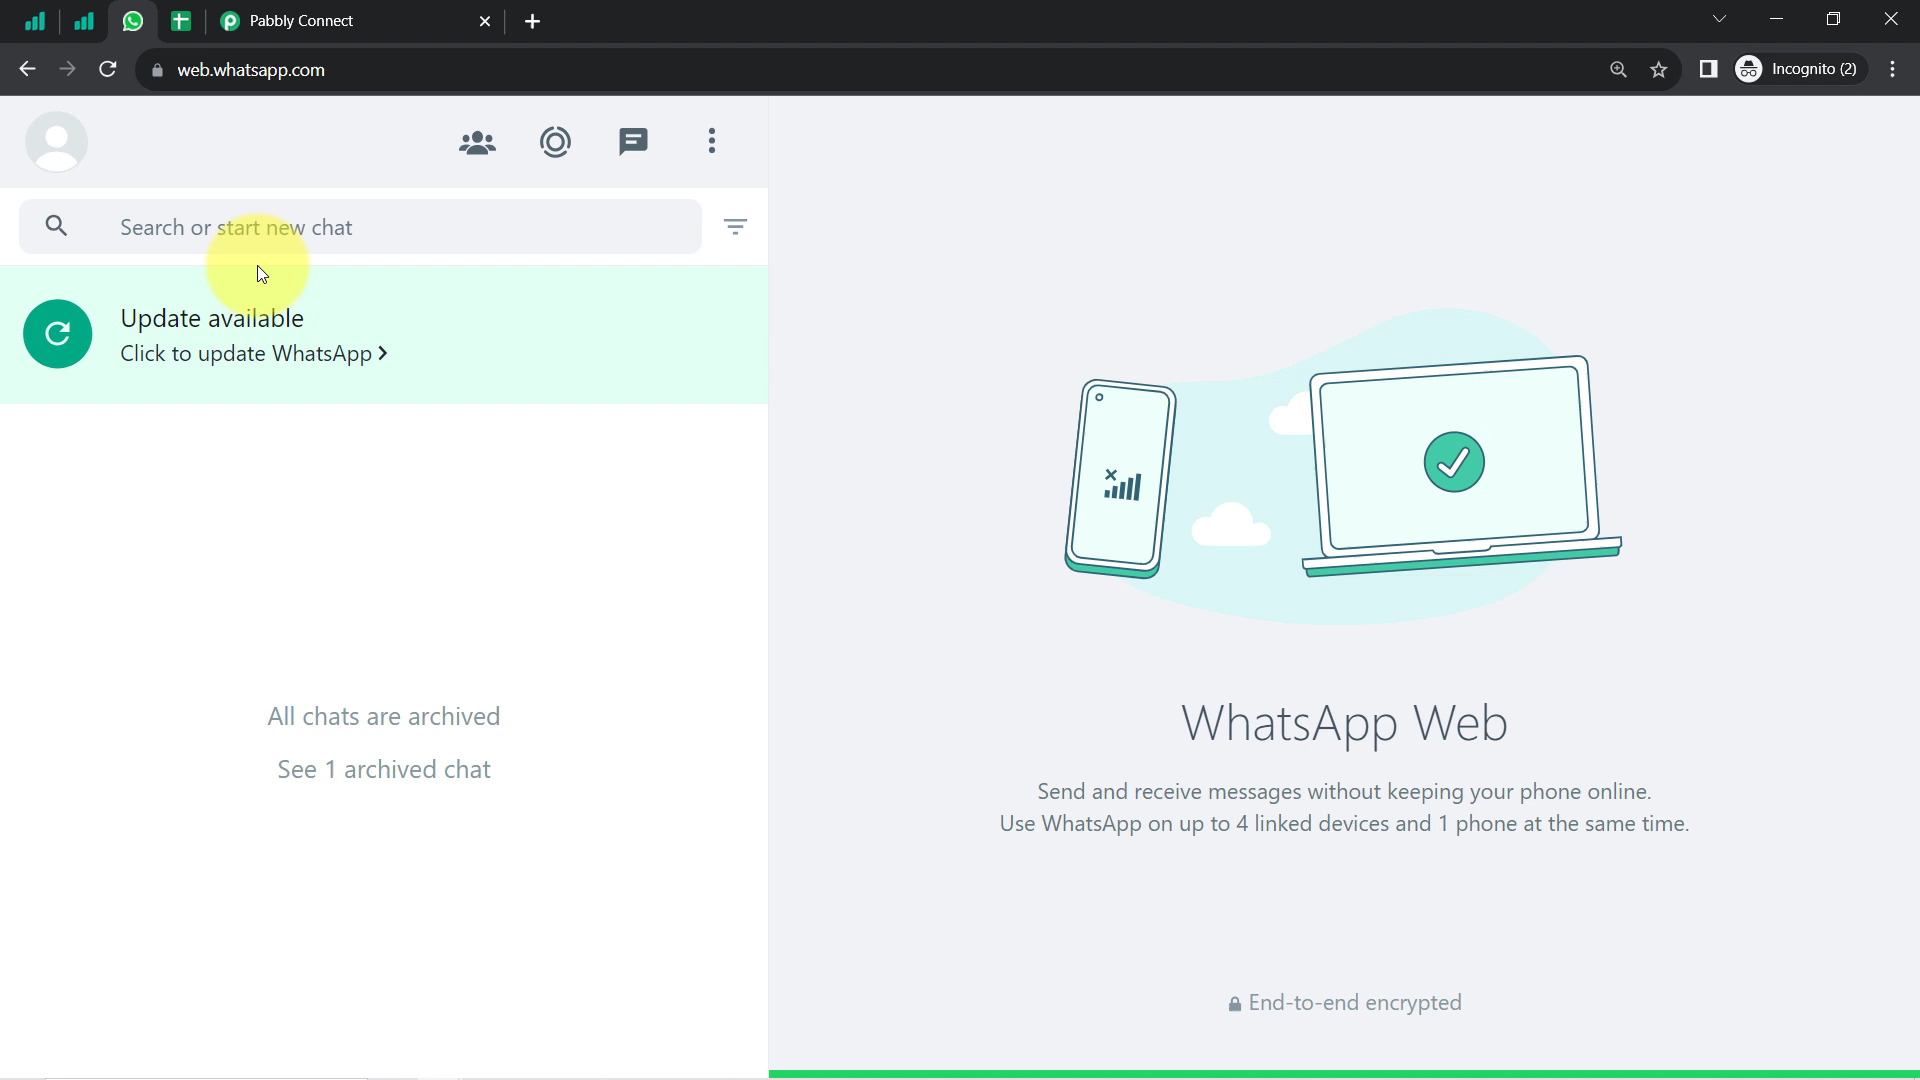 Pabbly Connect
web.whatsapp.com
Incognito (2)
Search or start new chat
Update available
Click to update WhatsApp
All chats are archived
See 1 archived chat
WhatsApp Web
Send and receive messages without keeping your phone online.
Use WhatsApp on up to 4 linked devices and 1 phone at the same time.
End-to-end encrypted